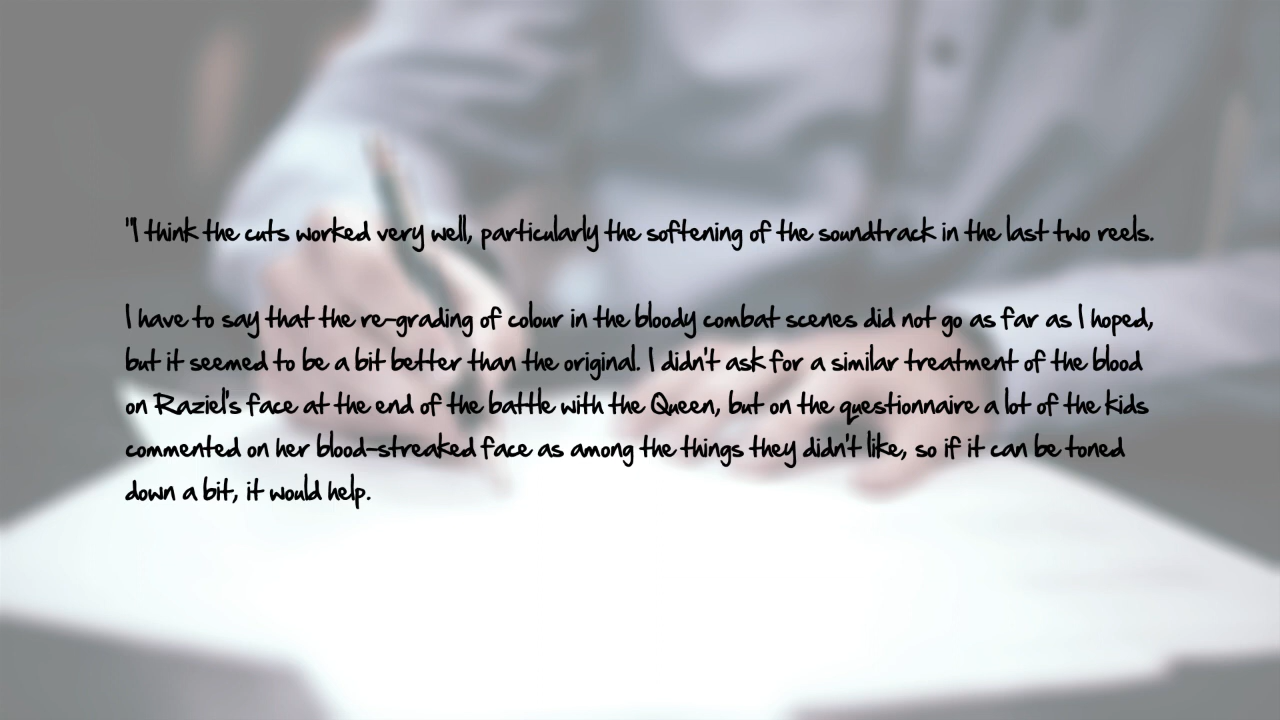 "I think the cuts worked very well, particularly the softening of the soundtrack in the last two reels.
I have to say that the re-grading of colour in the bloody combat scenes did not go as far as I hoped,
but it seemed to be a bit better than the original. I didn't ask for a similar treatment of the blood
on Raziel's face at the end of the battle with the Queen, but on the questionnaire a lot of the kids
commented on her blood-streaked face as among the things they didn't like, so if it can be toned
down a bit, it would help.